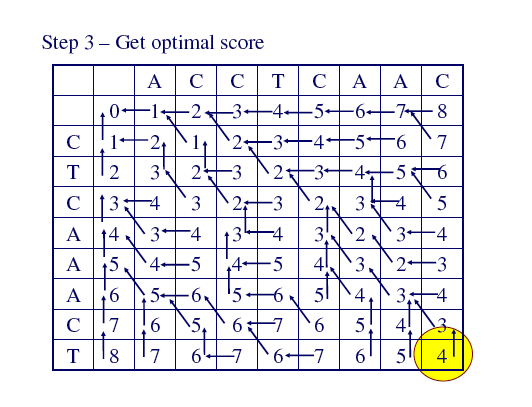 Step 3 – Get optimal score
A C C T C A A C
0 1 2 3 4 5 6 7 8
C 1 2 1 2 3 4 5 6 7
T 2 3 2 3 2 3 4 5 6
C 3 4 3 2 3 2 3 4 5
A 4 3 4 3 4 3 2 3 4
A 5 4 5 4 5 4 3 2 3
A 6 5 6 5 6 5 4 3 4
C 7 6 5 6 7 6 5 4 3
T 8 7 6 7 6 7 6 5 4